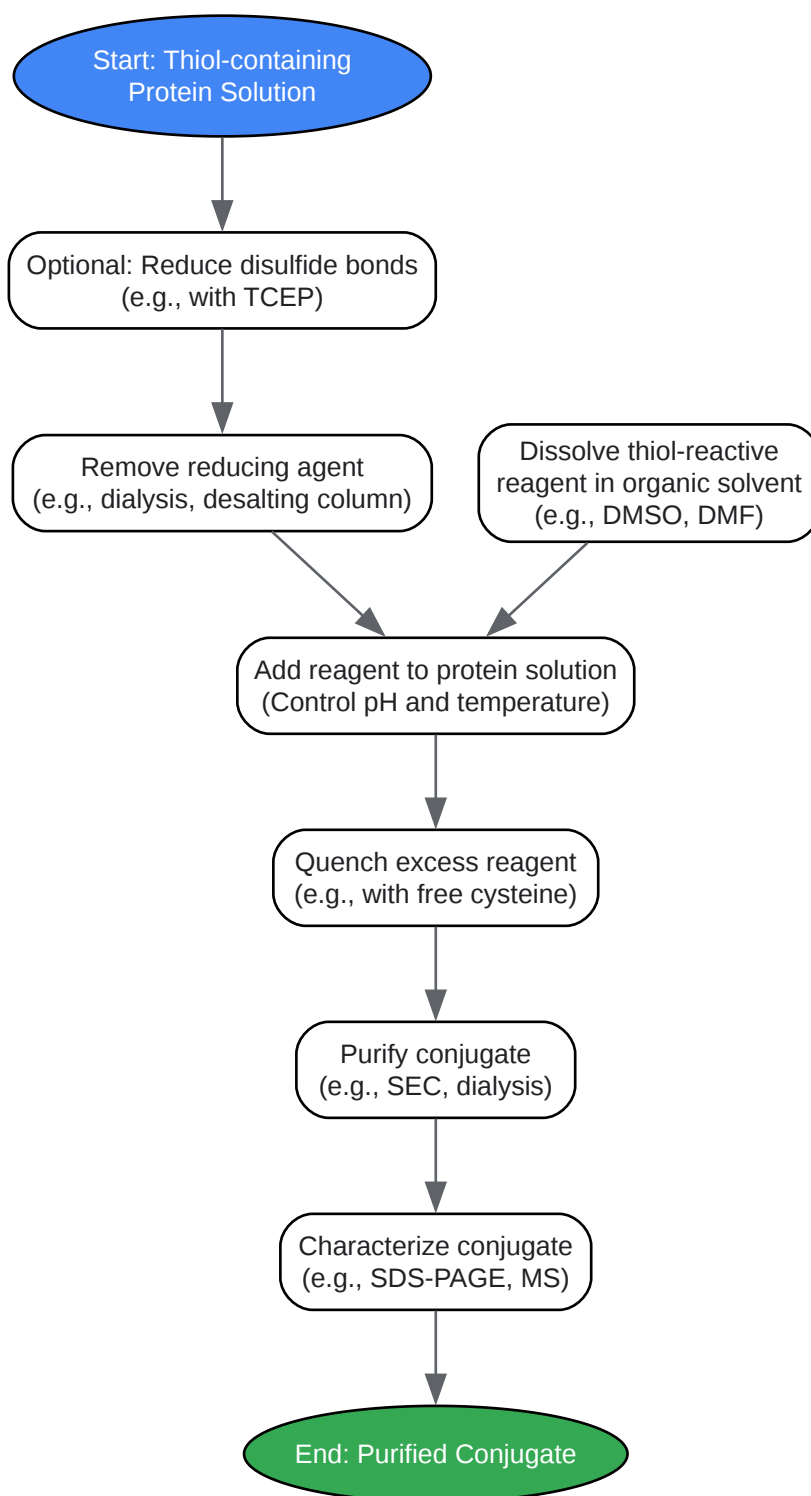 Start: Thiol-containing
Protein Solution
Optional: Reduce disulfide bonds
(e.g., with TCEP)
Remove reducing agent
(e.g., dialysis, desalting column)
Dissolve thiol-reactive
reagent in organic solvent
(e.g., DMSO, DMF)
Add reagent to protein solution
(Control pH and temperature)
Quench excess reagent
(e.g., with free cysteine)
Purify conjugate
(e.g., SEC, dialysis)
Characterize conjugate
(e.g., SDS-PAGE, MS)
End: Purified Conjugate